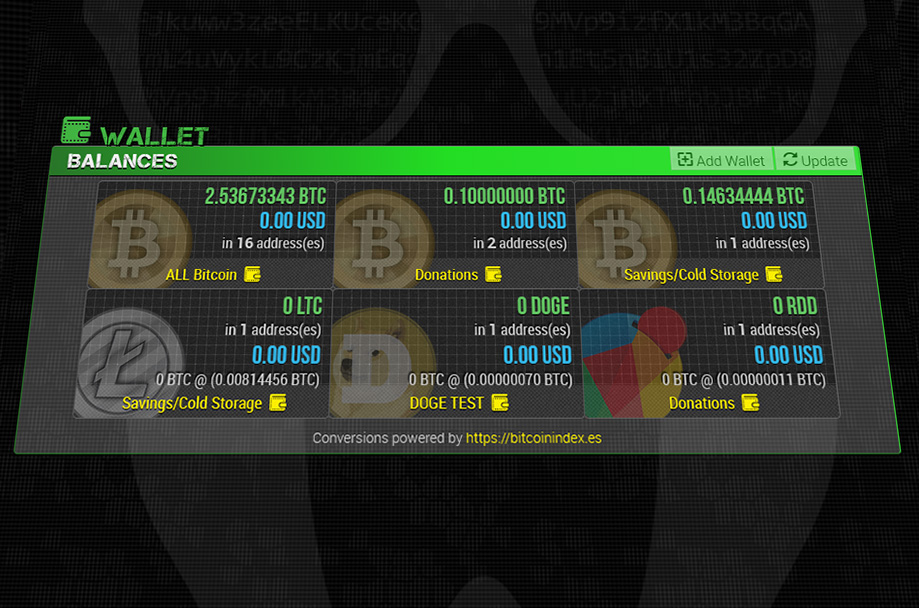 WALLET
BALANCES
Add Wallet
Update
2.53673343 BTC
0.00 USD
in 16 address(es)
ALL Bitcoin
0.10000000 BTC
0.00 USD
in 2 address(es)
Donations
0.14634444 BTC
0.00 USD
in 1 address(es)
Savings/Cold Storage
0 LTC
in 1 address(es)
0.00 USD
0 BTC @ (0.00814456 BTC)
Savings/Cold Storage
0 DOGE
in 1 address(es)
0.00 USD
0 BTC @ (0.00000070 BTC)
DOGE TEST
0 RDD
in 1 address(es)
0.00 USD
0 BTC @ (0.00000011 BTC)
Donations
Conversions powered by https://bitcoinindex.es